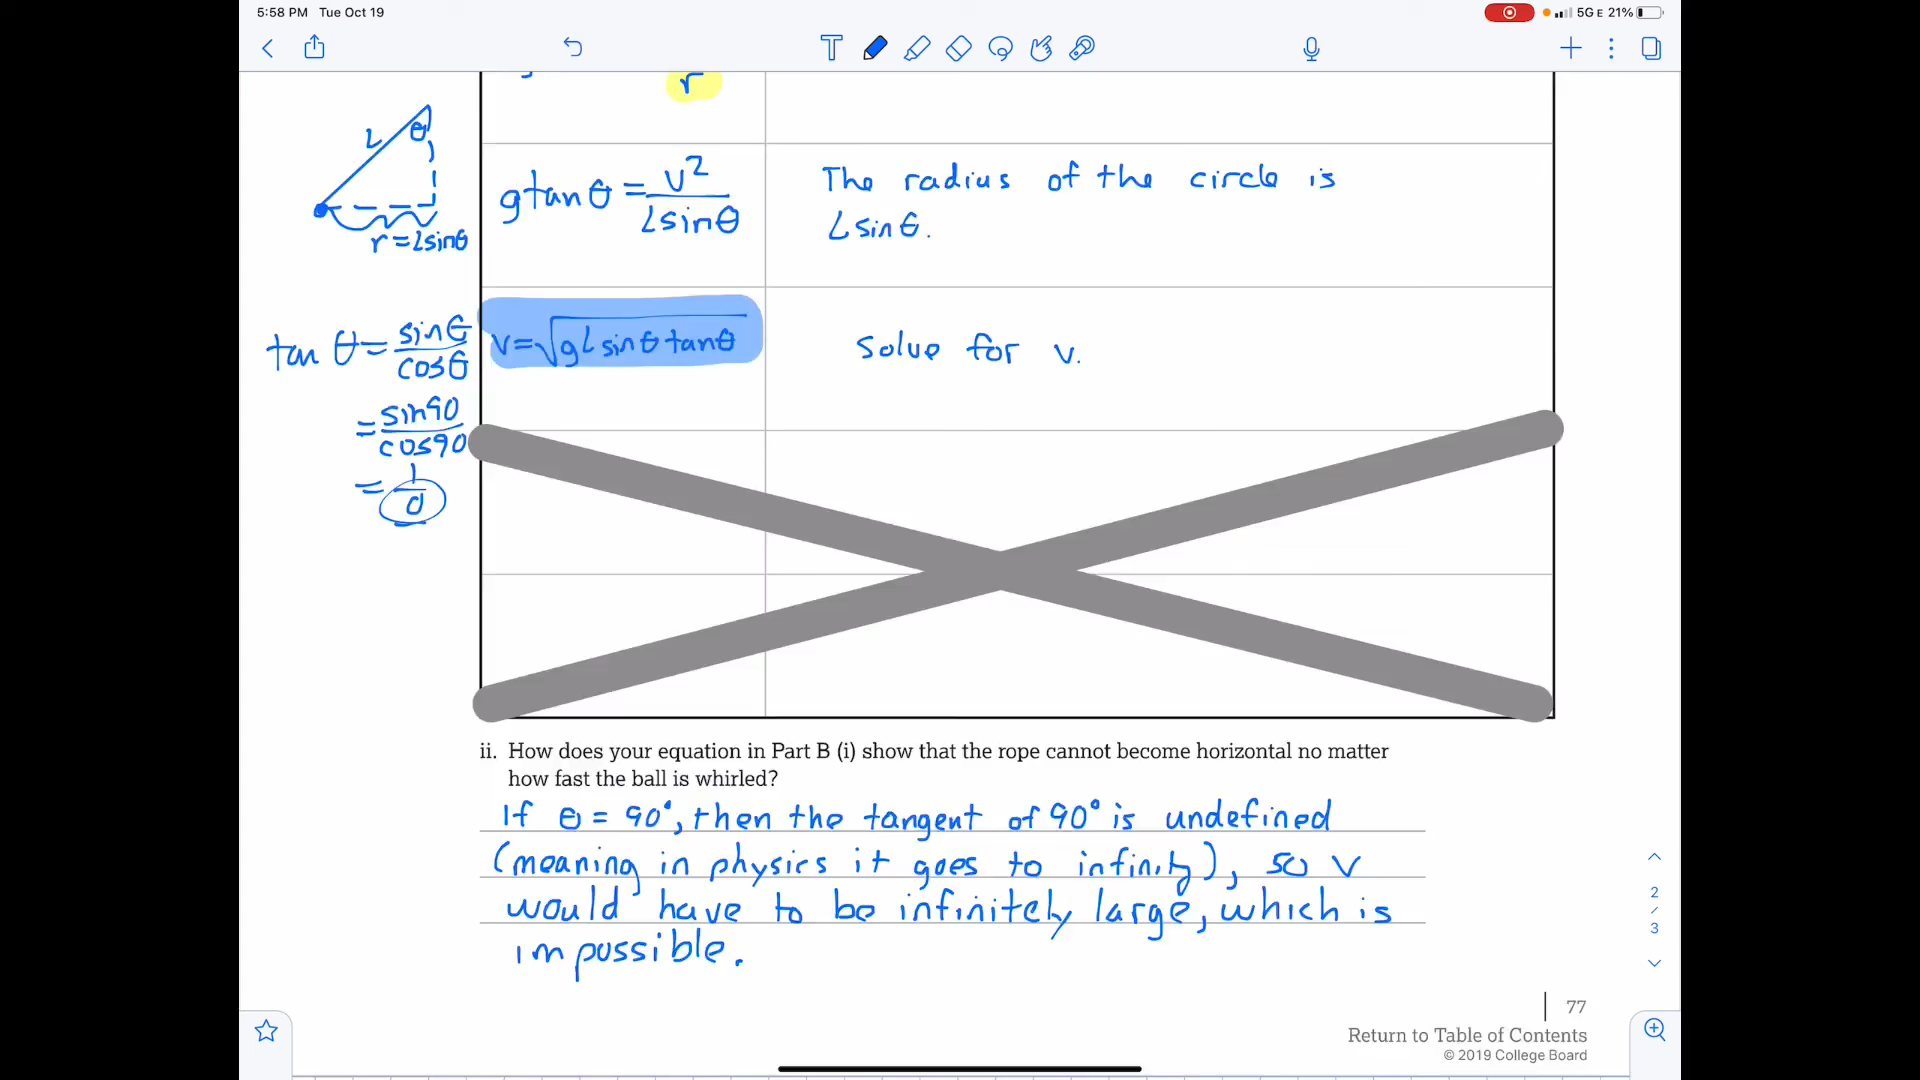 5:58 PM Tue Oct 19
5G E 21%
r
L θ
r = Lsinθ
g tan θ = v²/Lsinθ
The radius of the circle is
Lsinθ.
tan θ = sinθ/cosθ
= sin90/cos90
= 1/0
v = √gLsinθ tanθ
Solve for v.
ii. How does your equation in Part B (i) show that the rope cannot become horizontal no matter
how fast the ball is whirled?
If θ = 90°, then the tangent of 90° is undefined
(meaning in physics it goes to infinity), so v
would have to be infinitely large, which is
impossible.
2
/
3
77
Return to Table of Contents
© 2019 College Board